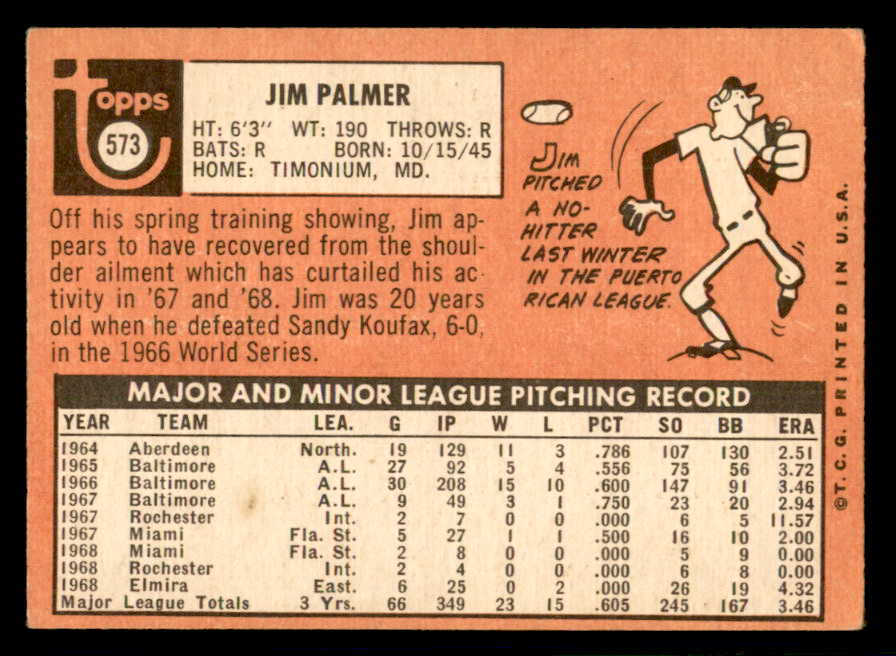 topps
573
JIM PALMER
HT: 6'3" WT: 190 THROWS: R
BATS: R BORN: 10/15/45
HOME: TIMONIUM, MD.
Off his spring training showing, Jim ap-
pears to have recovered from the shoul-
der ailment which has curtailed his ac-
tivity in '67 and '68. Jim was 20 years
old when he defeated Sandy Koufax, 6-0,
in the 1966 World Series.
JIM
PITCHED
A NO-
HITTER
LAST WINTER
IN THE PUERTO
RICAN LEAGUE.
MAJOR AND MINOR LEAGUE PITCHING RECORD
YEAR TEAM LEA. G IP W L PCT SO BB ERA
1964 Aberdeen North. 19 129 11 3 .786 107 130 2.51
1965 Baltimore A.L. 27 92 5 4 .556 75 56 3.72
1966 Baltimore A.L. 30 208 15 10 .600 147 91 3.46
1967 Baltimore A.L. 9 49 3 1 .750 23 20 2.94
1967 Rochester Int. 2 7 0 0 .000 6 5 11.57
1967 Miami Fla. St. 5 27 1 1 .500 16 10 2.00
1968 Miami Fla. St. 2 8 0 0 .000 5 9 0.00
1968 Rochester Int. 2 4 0 0 .000 6 8 0.00
1968 Elmira East. 6 25 0 2 .000 26 19 4.32
Major League Totals 3 Yrs. 66 349 23 15 .605 245 167 3.46
©T.C.G. PRINTED IN U.S.A.